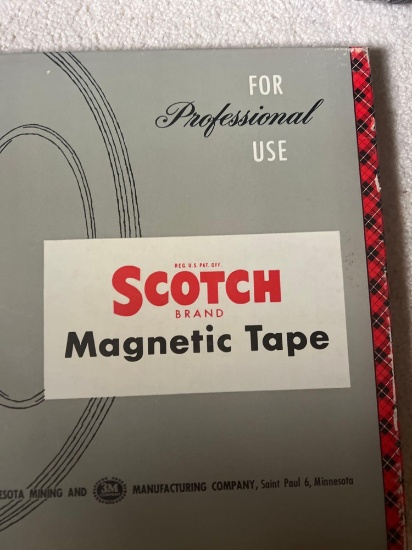 FOR
Professional
USE
REG. U.S. PAT. OFF.
SCOTCH
BRAND
Magnetic Tape
ESOTA MINING AND 3M MANUFACTURING COMPANY, Saint Paul 6, Minnesota